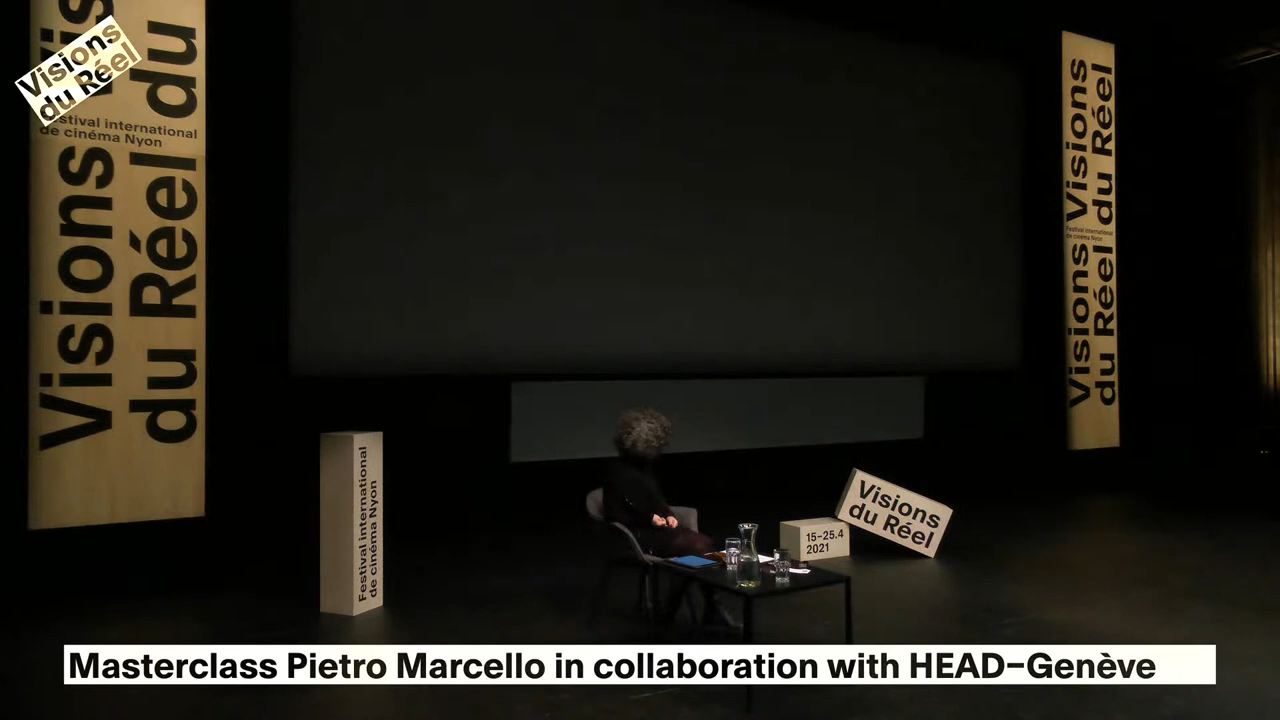 Visions
du Réel
Vis
du
Festival international
de cinéma Nyon
Visions
du Réel
Visions
du Réel
Festival international
de cinéma Nyon
Visions
du Réel
Festival international
de cinéma Nyon
15–25.4
2021
Visions
du Réel
Masterclass Pietro Marcello in collaboration with HEAD–Genève